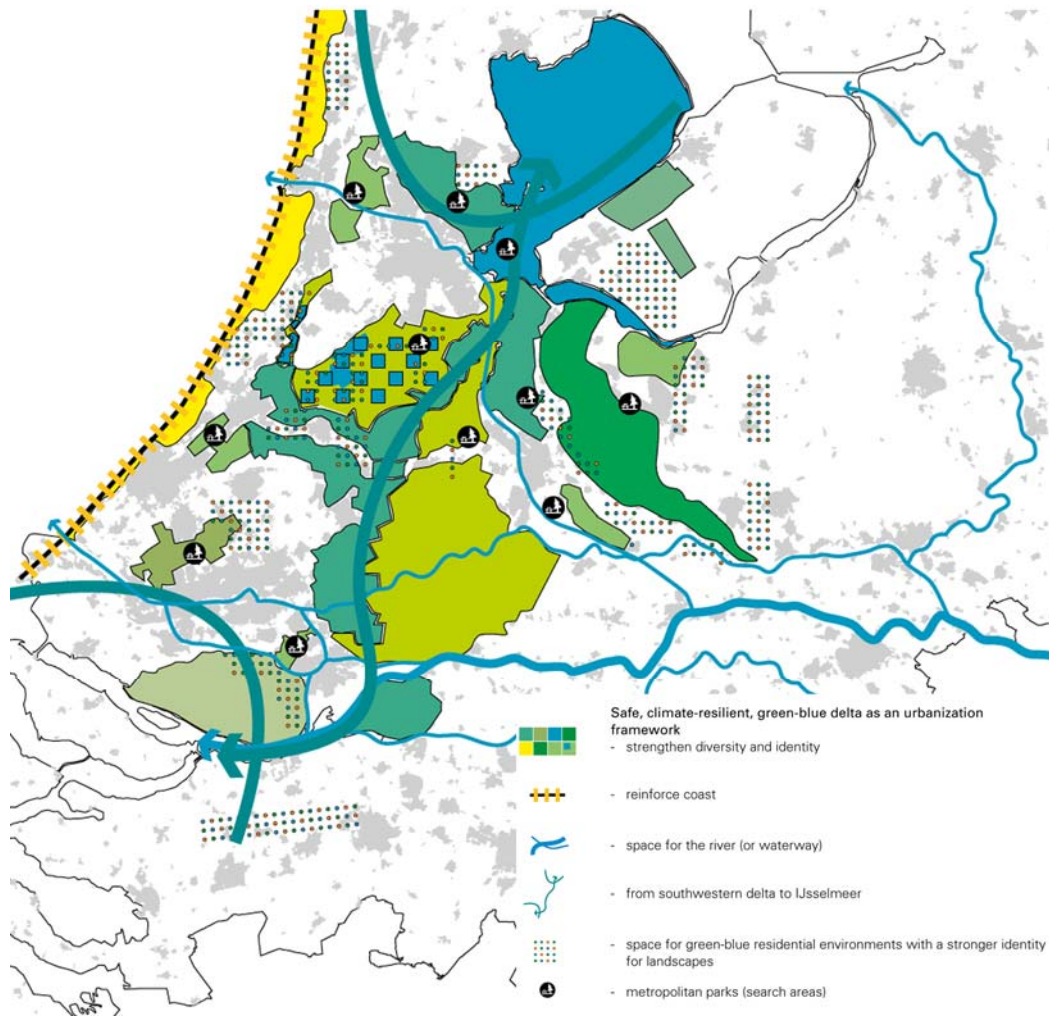 Safe, climate-resilient, green-blue delta as an urbanization
framework
- strengthen diversity and identity
- reinforce coast
- space for the river (or waterway)
- from southwestern delta to IJsselmeer
- space for green-blue residential environments with a stronger identity
for landscapes
- metropolitan parks (search areas)